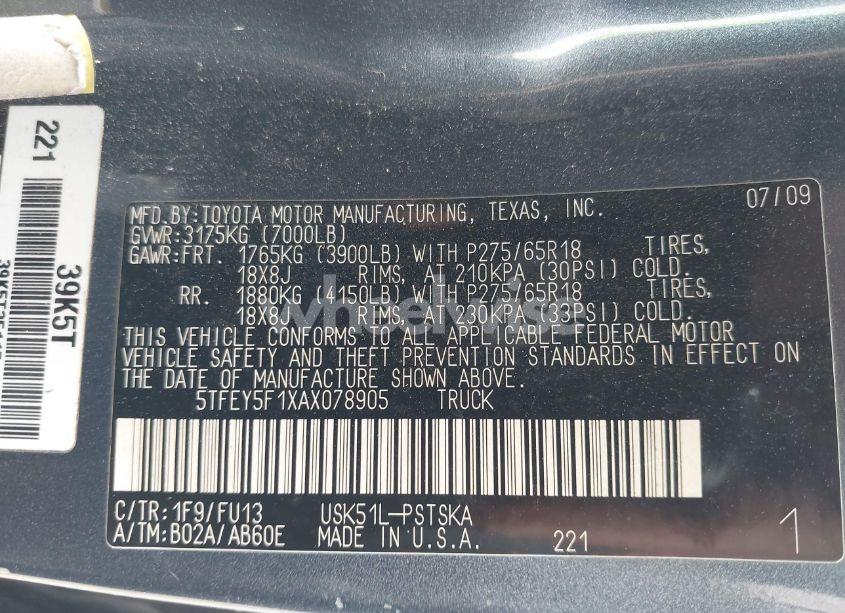 221
39K5T
MFD.BY:TOYOTA MOTOR MANUFACTURING, TEXAS, INC. 07/09
GVWR:3175KG (7000LB)
GAWR:FRT. 1765KG (3900LB) WITH P275/65R18 TIRES,
18X8J RIMS, AT 210KPA (30PSI) COLD.
RR. 1880KG (4150LB) WITH P275/65R18 TIRES,
18X8J RIMS, AT 230KPA (33PSI) COLD.
THIS VEHICLE CONFORMS TO ALL APPLICABLE FEDERAL MOTOR
VEHICLE SAFETY AND THEFT PREVENTION STANDARDS IN EFFECT ON
THE DATE OF MANUFACTURE SHOWN ABOVE.
5TFEY5F1XAX078905 TRUCK
C/TR:1F9/FU13 USK51L-PSTSKA
A/TM:B02A/AB60E MADE IN U.S.A. 221 1
wheelwise